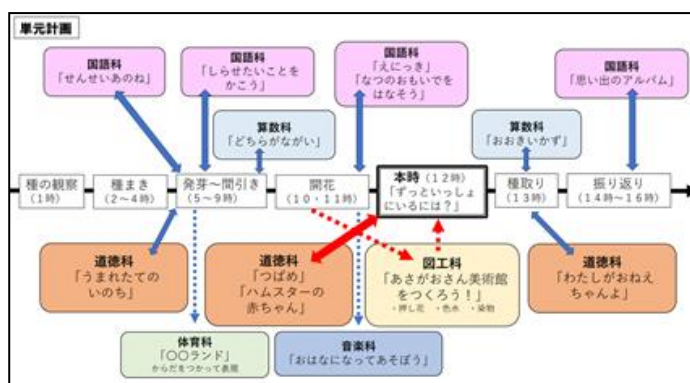 単元計画
国語科
「せんせいあのね」
国語科
「しらせたいことを
かこう」
国語科
「えにっき」
「なつのおもいでを
はなそう」
国語科
「思い出のアルバム」
算数科
「どちらがながい」
算数科
「おおきいかず」
種の観察
(1時)
種まき
(2~4時)
発芽~間引き
(5~9時)
開花
(10・11時)
本時(12時)
「ずっといっしょ
にいるには?」
種取り
(13時)
振り返り
(14時~16時)
道徳科
「うまれたての
いのち」
道徳科
「つばめ」
「ハムスターの
赤ちゃん」
図工科
「あさがおさん美術館
をつくろう!」
・押し花 ・色水 ・染物
道徳科
「わたしがおねえ
ちゃんよ」
体育科
「〇〇ランド」
からだをつかって表現
音楽科
「おはなになってあそぼう」